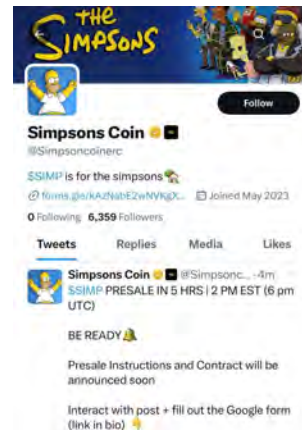 THE
SIMPSONS
Follow
Simpsons Coin
@Simpsoncoinerc
$SIMP is for the simpsons
Joined May 2023
0 Following 6,359 Followers
Tweets Replies Media Likes
Simpsons Coin @Simpsonc... ·4m
$SIMP PRESALE IN 5 HRS | 2 PM EST (6 pm
UTC)
BE READY
Presale Instructions and Contract will be
announced soon
Interact with post + fill out the Google form
(link in bio)